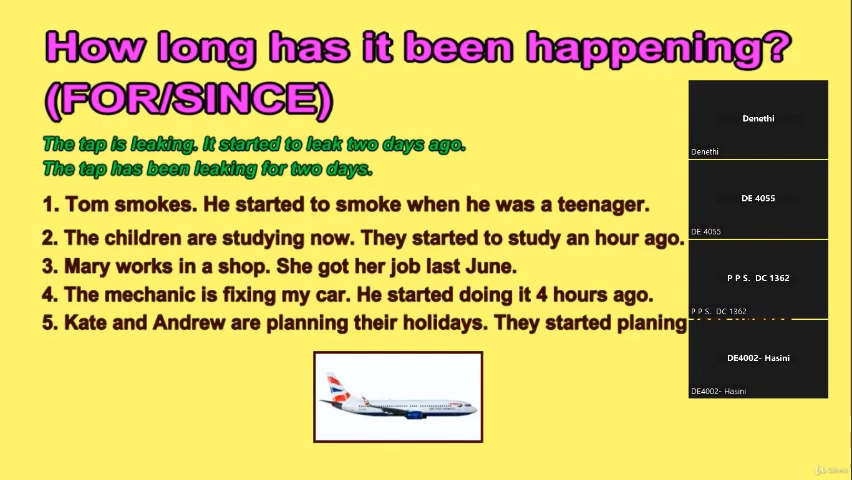 How long has it been happening?
(FOR/SINCE)
The tap is leaking. It started to leak two days ago.
The tap has been leaking for two days.
1. Tom smokes. He started to smoke when he was a teenager.
2. The children are studying now. They started to study an hour ago.
3. Mary works in a shop. She got her job last June.
4. The mechanic is fixing my car. He started doing it 4 hours ago.
5. Kate and Andrew are planning their holidays. They started planing
Denethi
Denethi
DE 4055
DE 4055
P P S. DC 1362
P P S. DC 1362
DE4002- Hasini
DE4002- Hasini